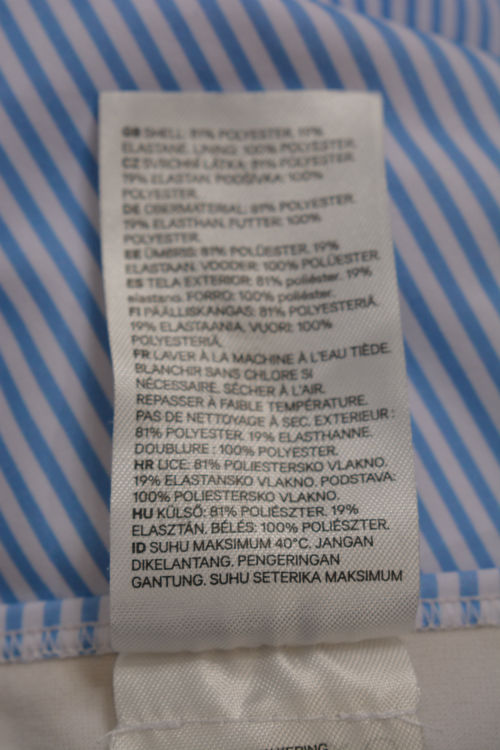 GB SHELL: 81% POLYESTER. 19%
ELASTANE. LINING: 100% POLYESTER.
CZ SVRCHNI LÁTKA: 81% POLYESTER.
19% ELASTAN. PODŠÍVKA: 100%
POLYESTER.
DE OBERMATERIAL: 81% POLYESTER.
19% ELASTHAN. FUTTER: 100%
POLYESTER.
EE ÜMBRIS: 81% POLÜESTER. 19%
ELASTAAN. VOODER: 100% POLÜESTER.
ES TELA EXTERIOR: 81% poliéster. 19%
elastano. FORRO: 100% poliéster.
FI PÄÄLLIKANGAS: 81% POLYESTERIÄ.
19% ELASTAANIA. VUORI: 100%
POLYESTERIÄ.
FR LAVER À LA MACHINE À L'EAU TIÈDE.
BLANCHIR SANS CHLORE SI
NÉCESSAIRE. SÉCHER À L'AIR.
REPASSER À FAIBLE TEMPÉRATURE.
PAS DE NETTOYAGE À SEC. EXTERIEUR :
81% POLYESTER. 19% ELASTHANNE.
DOUBLURE : 100% POLYESTER.
HR LICE: 81% POLIESTERSKO VLAKNO.
19% ELASTANSKO VLAKNO. PODSTAVA:
100% POLIESTERSKO VLAKNO.
HU KÜLSŐ: 81% POLIÉSZTER. 19%
ELASZTÁN. BÉLÉS: 100% POLIÉSZTER.
ID SUHU MAKSIMUM 40°C. JANGAN
DIKELANTANG. PENGERINGAN
GANTUNG. SUHU SETERIKA MAKSIMUM